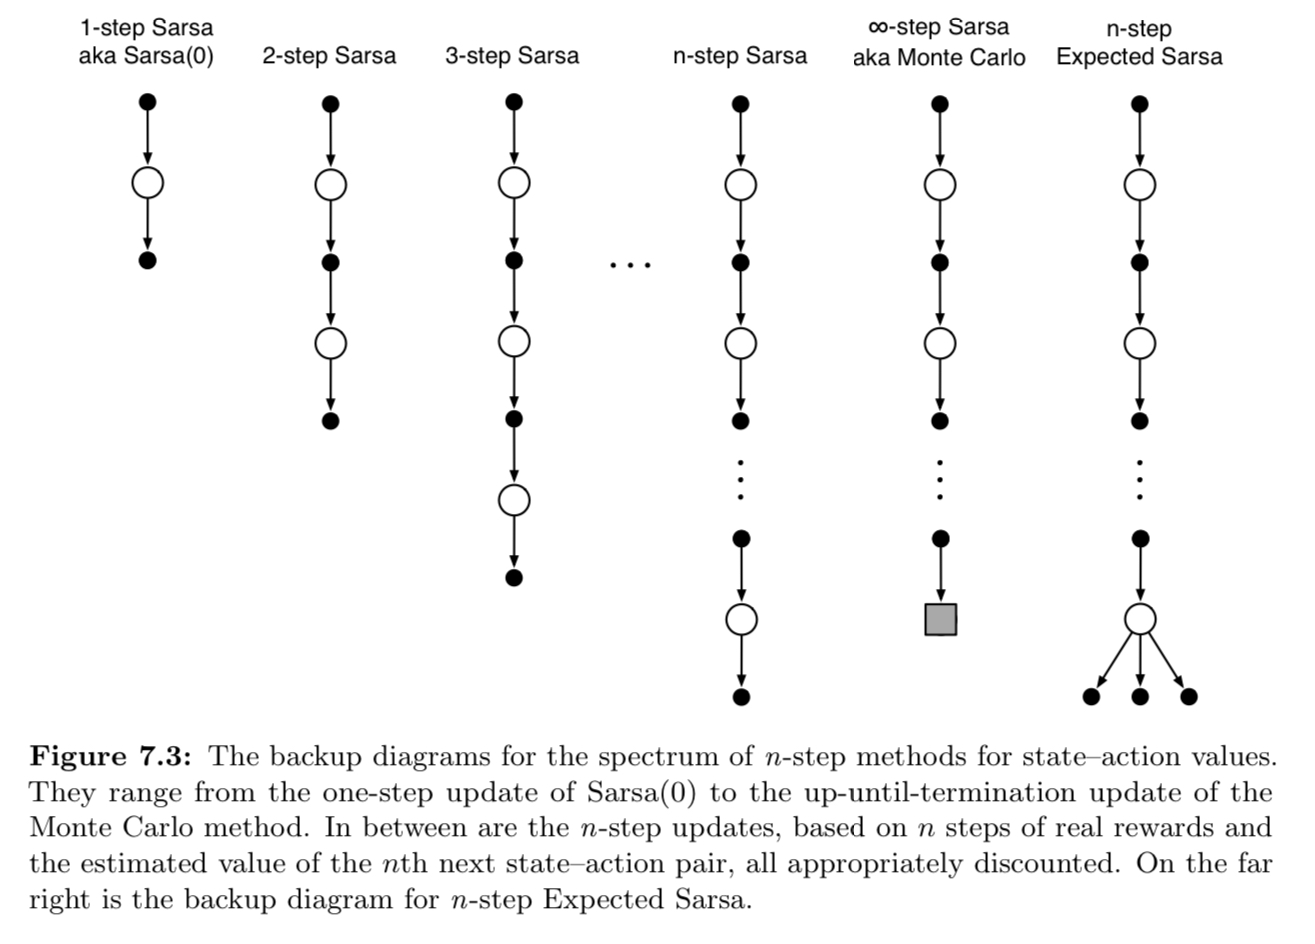 1-step Sarsa
aka Sarsa(0)
2-step Sarsa
3-step Sarsa
n-step Sarsa
∞-step Sarsa
aka Monte Carlo
n-step
Expected Sarsa
Figure 7.3: The backup diagrams for the spectrum of n-step methods for state–action values.
They range from the one-step update of Sarsa(0) to the up-until-termination update of the
Monte Carlo method. In between are the n-step updates, based on n steps of real rewards and
the estimated value of the nth next state–action pair, all appropriately discounted. On the far
right is the backup diagram for n-step Expected Sarsa.